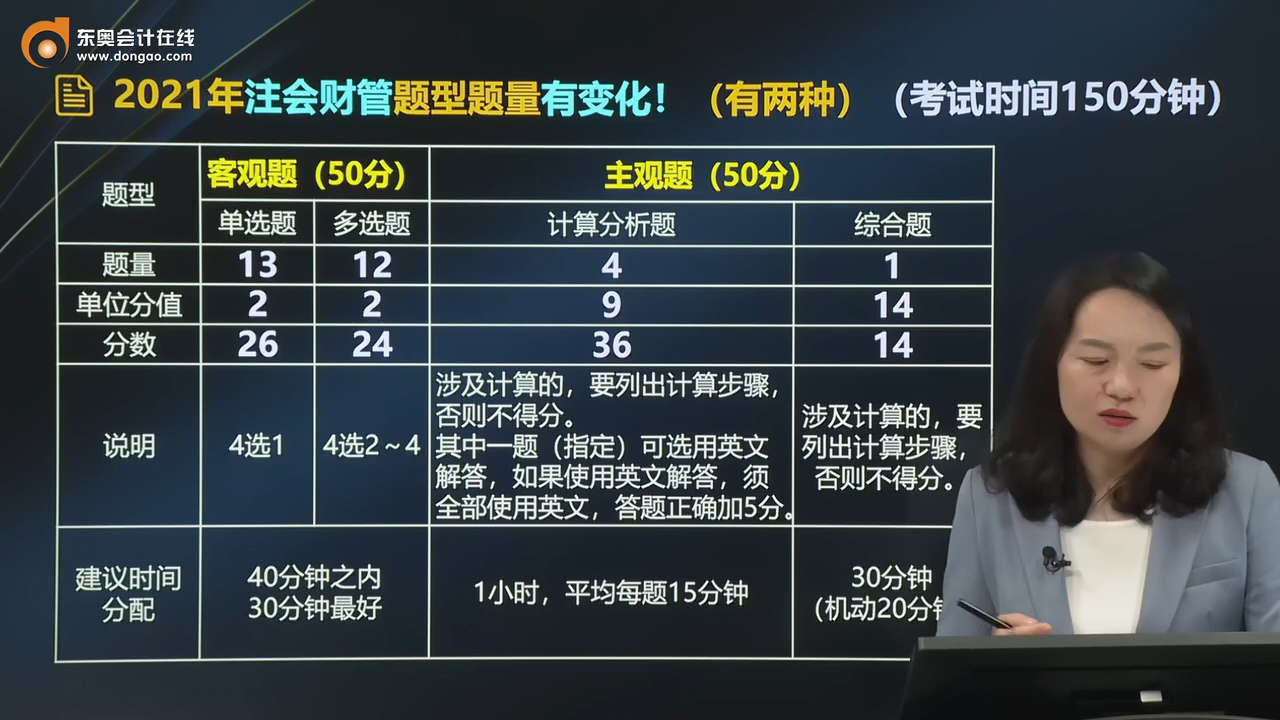 东奥会计在线
www.dongao.com
2021年注会财管题型题量有变化！（有两种）（考试时间150分钟）
题型
客观题（50分）
主观题（50分）
单选题
多选题
计算分析题
综合题
题量
13
12
4
1
单位分值
2
2
9
14
分数
26
24
36
14
说明
4选1
4选2～4
涉及计算的，要列出计算步骤，
否则不得分。
其中一题（指定）可选用英文
解答，如果使用英文解答，须
全部使用英文，答题正确加5分。
涉及计算的，要
列出计算步骤，
否则不得分。
建议时间
分配
40分钟之内
30分钟最好
1小时，平均每题15分钟
30分钟
（机动20分